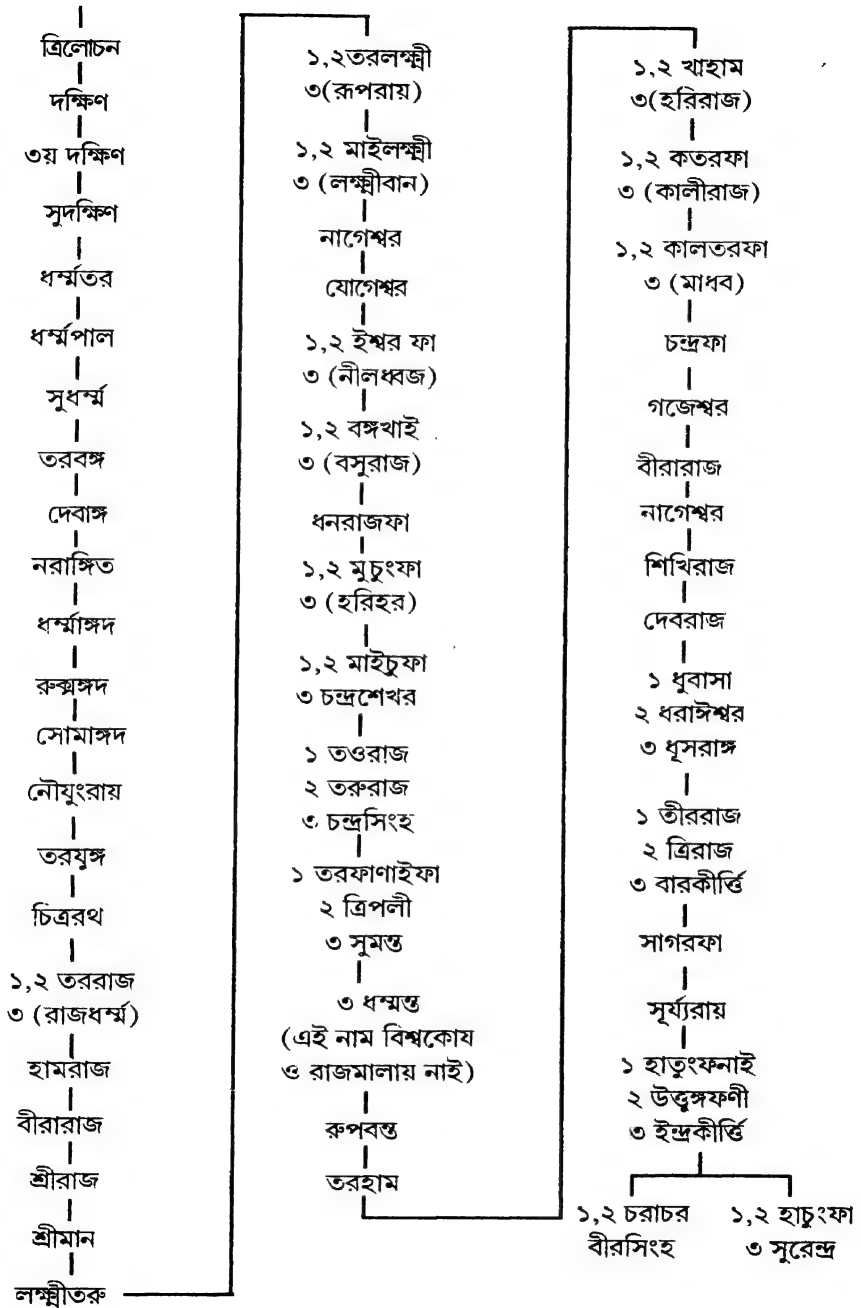 ত্রিলোচন
দক্ষিণ
৩য় দক্ষিণ
সুদক্ষিণ
ধর্ম্মতর
ধর্ম্মপাল
সুধর্ম্ম
তরবঙ্গ
দেবাঙ্গ
নরাঙ্গিত
ধর্ম্মাঙ্গদ
রুক্মঙ্গদ
সোমাঙ্গদ
নৌযুংরায়
তরযুঙ্গ
চিত্ররথ
১,২ তররাজ
৩ (রাজধর্ম্ম)
হামরাজ
বীরারাজ
শ্রীরাজ
শ্রীমান
লক্ষ্মীতরু
১,২তরলক্ষ্মী
৩(রূপরায়)
১,২ মাইলক্ষ্মী
৩ (লক্ষ্মীবান)
নাগেশ্বর
যোগেশ্বর
১,২ ইশ্বর ফা
৩ (নীলধ্বজ)
১,২ বঙ্গখাই
৩ (বসুরাজ)
ধনরাজফা
১,২ মুচুংফা
৩ (হরিহর)
১,২ মাইচুফা
৩ চন্দ্রশেখর
১ তওরাজ
২ তরুরাজ
৩ চন্দ্রসিংহ
১ তরফাণাইফা
২ ত্রিপলী
৩ সুমন্ত
৩ ধম্মন্ত
(এই নাম বিশ্বকোয
ও রাজমালায় নাই)
রুপবন্ত
তরহাম
১,২ খাহাম
৩(হরিরাজ)
১,২ কতরফা
৩ (কালীরাজ)
১,২ কালতরফা
৩ (মাধব)
চন্দ্রফা
গজেশ্বর
বীরারাজ
নাগেশ্বর
শিখিরাজ
দেবরাজ
১ ধুবাসা
২ ধরাঈশ্বর
৩ ধূসরাঙ্গ
১ তীররাজ
২ ত্রিরাজ
৩ বারকীর্ত্তি
সাগরফা
সূর্য্যরায়
১ হাতুংফনাই
২ উত্তুঙ্গফণী
৩ ইন্দ্রকীর্ত্তি
১,২ চরাচর
বীরসিংহ
১,২ হাচুংফা
৩ সুরেন্দ্র